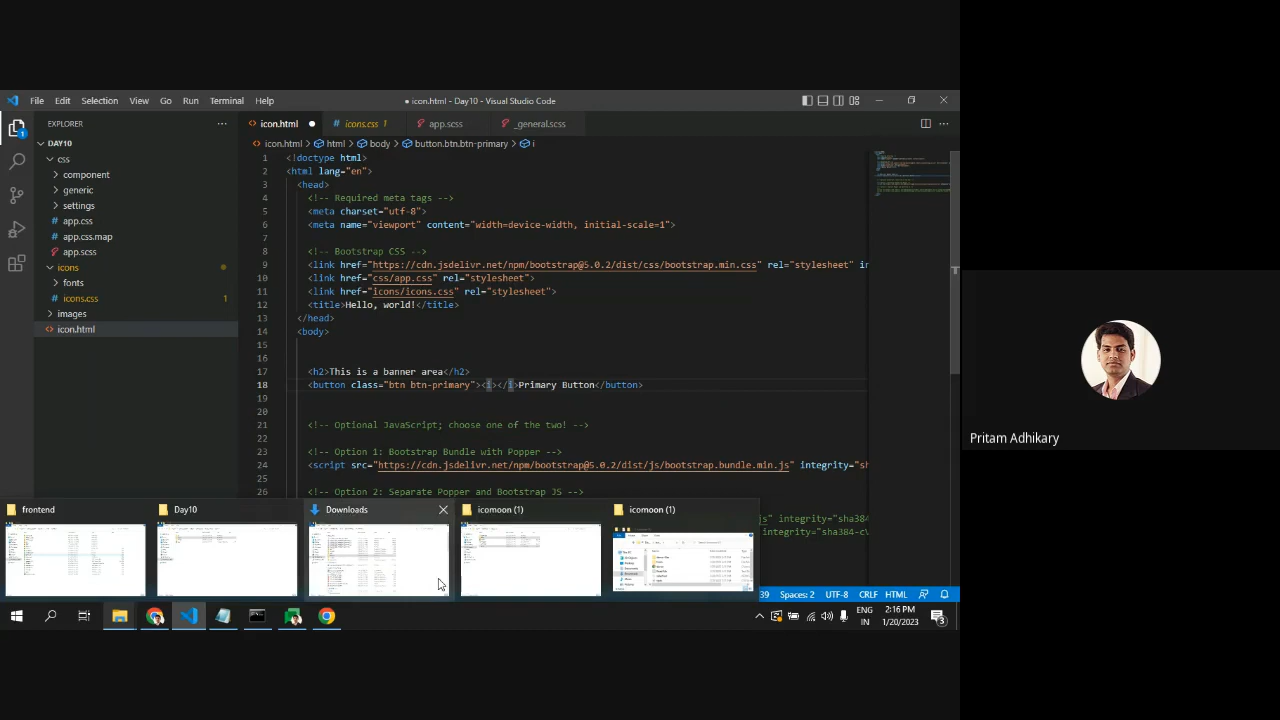 File Edit Selection View Go Run Terminal Help
● icon.html - Day10 - Visual Studio Code
EXPLORER ···
icon.html ●
icons.css 1
app.scss
_general.scss
DAY10
css
component
generic
settings
app.css
app.css.map
app.scss
icons
fonts
icons.css 1
images
icon.html
icon.html > html > body > button.btn.btn-primary > i
1 <!doctype html>
2 <html lang="en">
3 <head>
4 <!-- Required meta tags -->
5 <meta charset="utf-8">
6 <meta name="viewport" content="width=device-width, initial-scale=1">
7
8 <!-- Bootstrap CSS -->
9 <link href="https://cdn.jsdelivr.net/npm/bootstrap@5.0.2/dist/css/bootstrap.min.css" rel="stylesheet" in
10 <link href="css/app.css" rel="stylesheet">
11 <link href="icons/icons.css" rel="stylesheet">
12 <title>Hello, world!</title>
13 </head>
14 <body>
15
16
17 <h2>This is a banner area</h2>
18 <button class="btn btn-primary"><i></i>Primary Button</button>
19
20
21 <!-- Optional JavaScript; choose one of the two! -->
22
23 <!-- Option 1: Bootstrap Bundle with Popper -->
24 <script src="https://cdn.jsdelivr.net/npm/bootstrap@5.0.2/dist/js/bootstrap.bundle.min.js" integrity="sh
25
26 <!-- Option 2: Separate Popper and Bootstrap JS -->
js" integrity="sha384-
integrity="sha384-cV
frontend
Day10
Downloads
icomoon (1)
icomoon (1)
39 Spaces: 2 UTF-8 CRLF HTML
ENG
IN
2:16 PM
1/20/2023
3
Pritam Adhikary